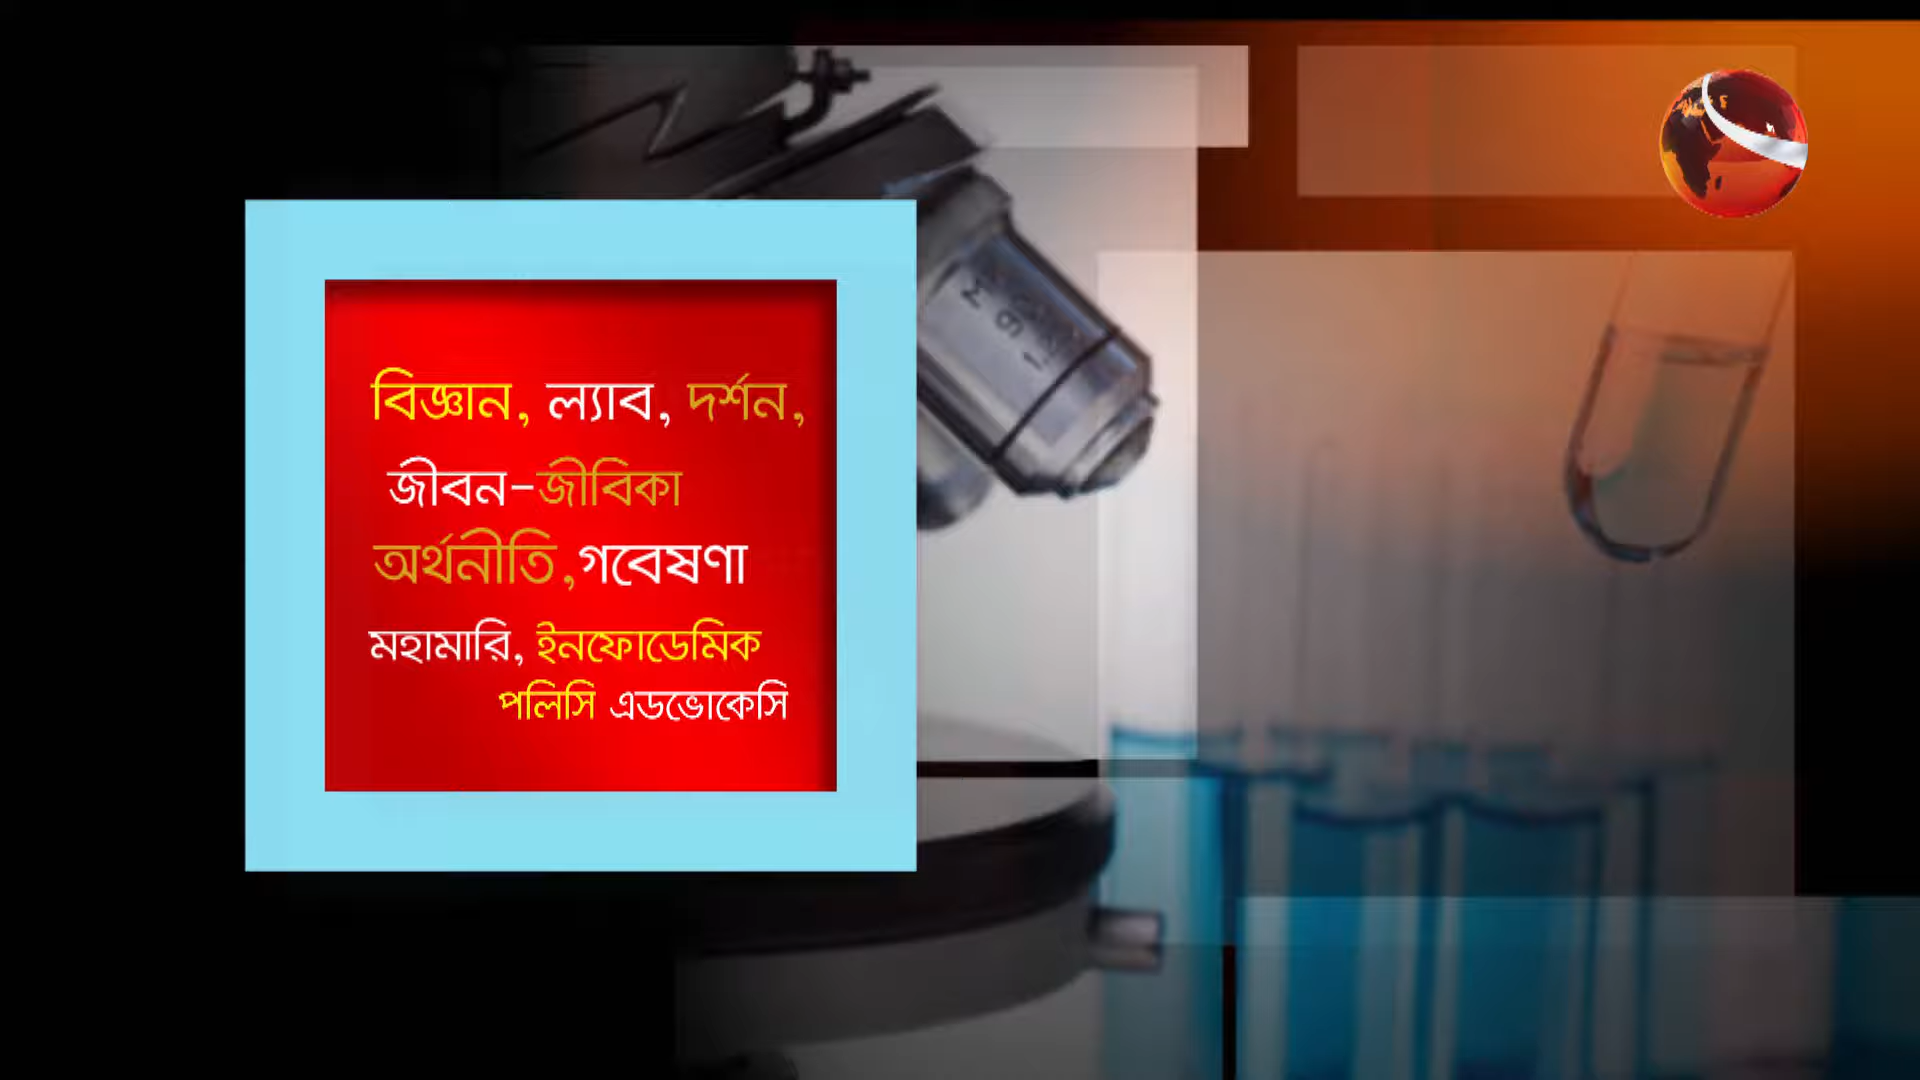 বিজ্ঞান, ল্যাব, দর্শন,
জীবন-জীবিকা
অর্থনীতি,গবেষণা
মহামারি, ইনফোডেমিক
পলিসি এডভোকেসি